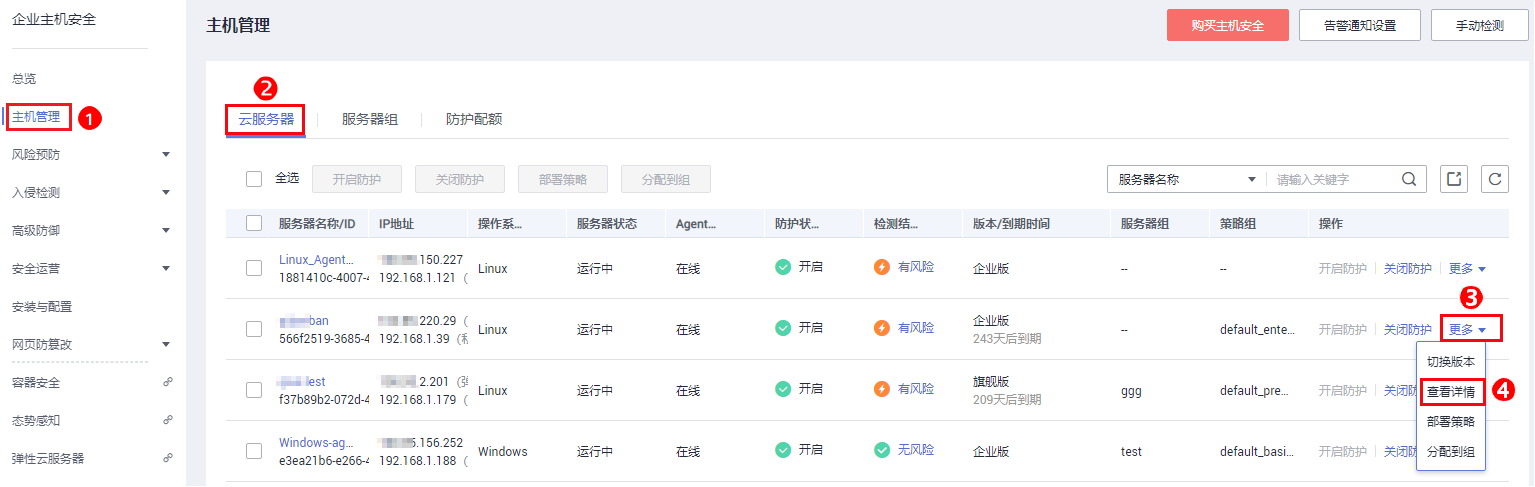 企业主机安全
总览
主机管理
1
风险预防
入侵检测
高级防御
安全运营
安装与配置
网页防篡改
容器安全
态势感知
弹性云服务器
主机管理
购买主机安全
告警通知设置
手动检测
2
云服务器
服务器组
防护配额
全选
开启防护
关闭防护
部署策略
分配到组
服务器名称
请输入关键字
服务器名称/ID
IP地址
操作系...
服务器状态
Agent...
防护状...
检测结...
版本/到期时间
服务器组
策略组
操作
Linux_Agent...
1881410c-4007-4
150.227
192.168.1.121 (
Linux
运行中
在线
开启
有风险
企业版
--
--
开启防护
关闭防护
更多
3
ban
566f2519-3685-4
220.29 (
192.168.1.39 (私
Linux
运行中
在线
开启
有风险
企业版
243天后到期
--
default_ente...
开启防护
关闭防护
更多
切换版本
查看详情
4
部署策略
分配到组
test
f37b89b2-072d-4
2.201 (弹
192.168.1.179 (
Linux
运行中
在线
开启
有风险
旗舰版
209天后到期
ggg
default_pre...
开启防护
关闭防
Windows-ag...
e3ea21b6-e266-4
5.156.252
192.168.1.188 (
Windows
运行中
在线
开启
无风险
企业版
test
default_basi...
开启防护
关闭防